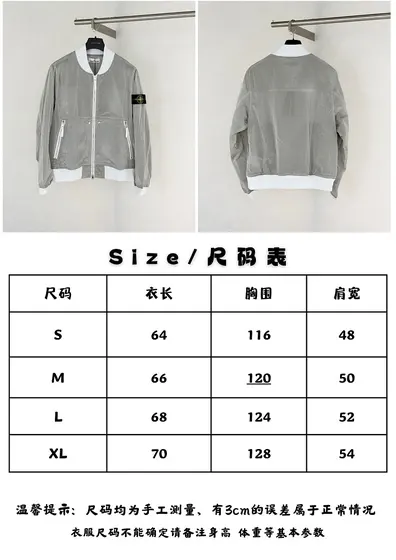 Size/尺码表
尺码 衣长 胸围 肩宽
S 64 116 48
M 66 120 50
L 68 124 52
XL 70 128 54
温馨提示：尺码均为手工测量、有3cm的误差属于正常情况
衣服尺码不能确定请备注身高 体重等基本参数